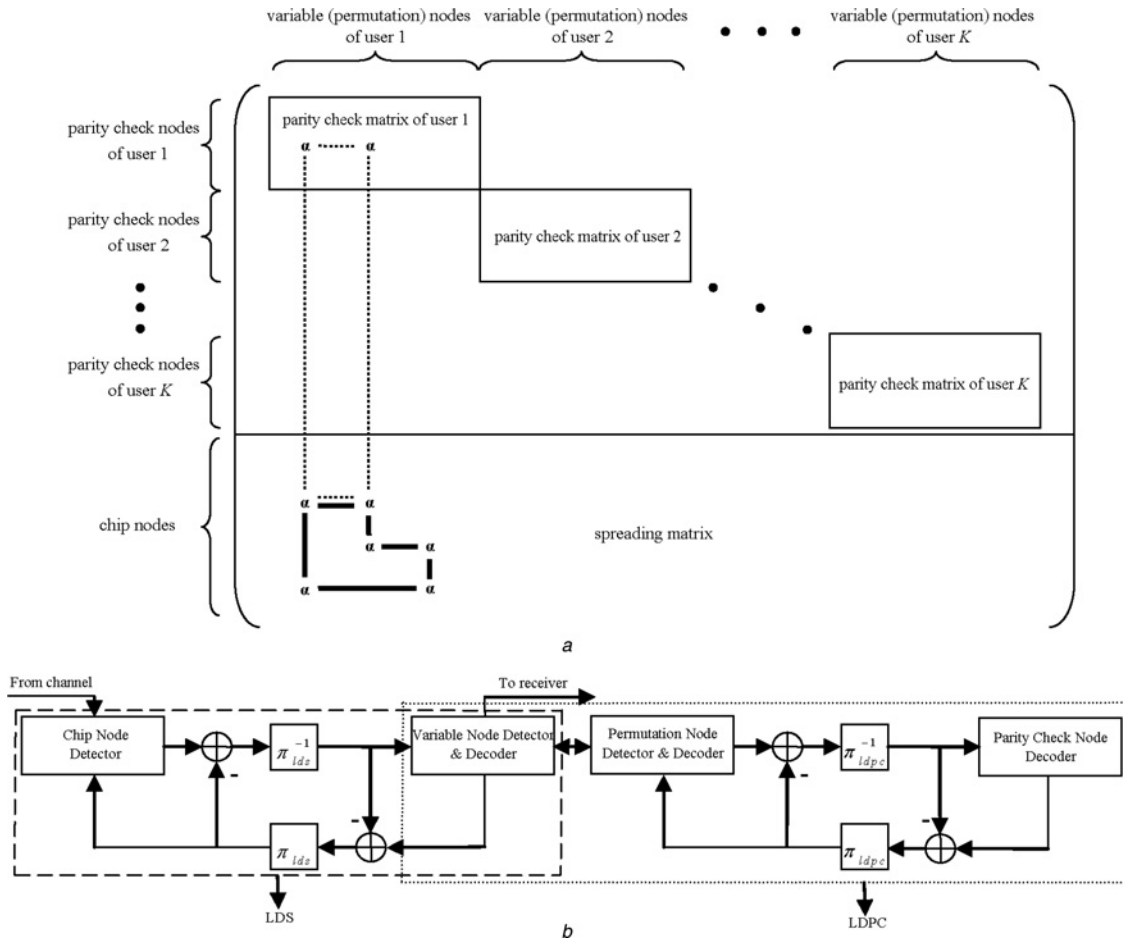 variable (permutation) nodes
of user 1
variable (permutation) nodes
of user 2
variable (permutation) nodes
of user K
parity check nodes
of user 1
parity check matrix of user 1
α α
parity check nodes
of user 2
parity check matrix of user 2
parity check nodes
of user K
parity check matrix of user K
chip nodes
α α
α α
α α
spreading matrix
a
From channel
To receiver
Chip Node
Detector
-
π lds -1
-
Variable Node Detector
& Decoder
Permutation Node
Detector & Decoder
-
π ldpc -1
-
Parity Check Node
Decoder
π lds
π ldpc
LDS
LDPC
b